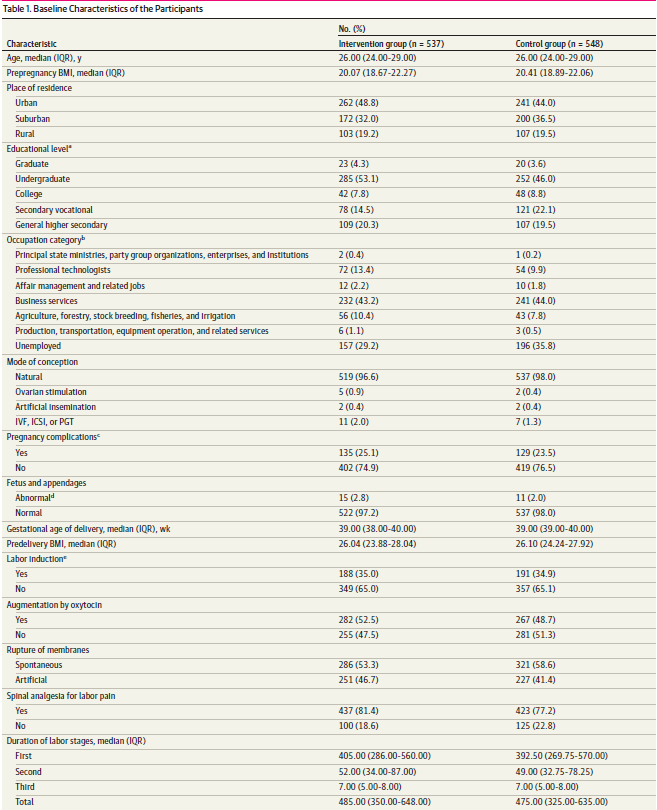 Table 1. Baseline Characteristics of the Participants
No. (%)
Characteristic Intervention group (n = 537) Control group (n = 548)
Age, median (IQR), y 26.00 (24.00-29.00) 26.00 (24.00-29.00)
Prepregnancy BMI, median (IQR) 20.07 (18.67-22.27) 20.41 (18.89-22.06)
Place of residence
Urban 262 (48.8) 241 (44.0)
Suburban 172 (32.0) 200 (36.5)
Rural 103 (19.2) 107 (19.5)
Educational levelᵃ
Graduate 23 (4.3) 20 (3.6)
Undergraduate 285 (53.1) 252 (46.0)
College 42 (7.8) 48 (8.8)
Secondary vocational 78 (14.5) 121 (22.1)
General higher secondary 109 (20.3) 107 (19.5)
Occupation categoryᵇ
Principal state ministries, party group organizations, enterprises, and institutions 2 (0.4) 1 (0.2)
Professional technologists 72 (13.4) 54 (9.9)
Affair management and related jobs 12 (2.2) 10 (1.8)
Business services 232 (43.2) 241 (44.0)
Agriculture, forestry, stock breeding, fisheries, and irrigation 56 (10.4) 43 (7.8)
Production, transportation, equipment operation, and related services 6 (1.1) 3 (0.5)
Unemployed 157 (29.2) 196 (35.8)
Mode of conception
Natural 519 (96.6) 537 (98.0)
Ovarian stimulation 5 (0.9) 2 (0.4)
Artificial insemination 2 (0.4) 2 (0.4)
IVF, ICSI, or PGT 11 (2.0) 7 (1.3)
Pregnancy complicationsᶜ
Yes 135 (25.1) 129 (23.5)
No 402 (74.9) 419 (76.5)
Fetus and appendages
Abnormalᵈ 15 (2.8) 11 (2.0)
Normal 522 (97.2) 537 (98.0)
Gestational age of delivery, median (IQR), wk 39.00 (38.00-40.00) 39.00 (39.00-40.00)
Predelivery BMI, median (IQR) 26.04 (23.88-28.04) 26.10 (24.24-27.92)
Labor inductionᵉ
Yes 188 (35.0) 191 (34.9)
No 349 (65.0) 357 (65.1)
Augmentation by oxytocin
Yes 282 (52.5) 267 (48.7)
No 255 (47.5) 281 (51.3)
Rupture of membranes
Spontaneous 286 (53.3) 321 (58.6)
Artificial 251 (46.7) 227 (41.4)
Spinal analgesia for labor pain
Yes 437 (81.4) 423 (77.2)
No 100 (18.6) 125 (22.8)
Duration of labor stages, median (IQR)
First 405.00 (286.00-560.00) 392.50 (269.75-570.00)
Second 52.00 (34.00-87.00) 49.00 (32.75-78.25)
Third 7.00 (5.00-8.00) 7.00 (5.00-8.00)
Total 485.00 (350.00-648.00) 475.00 (325.00-635.00)